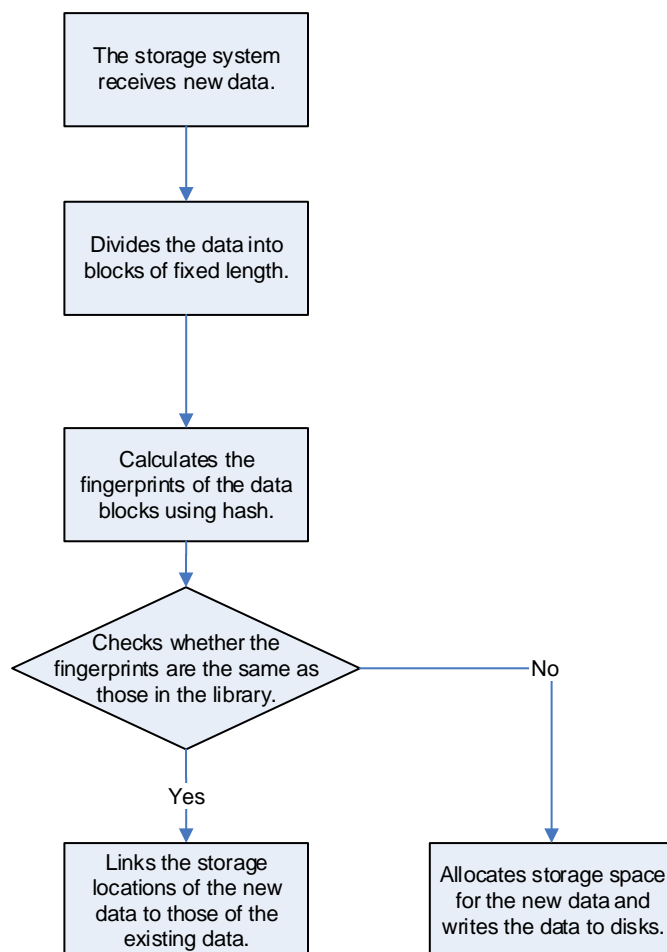 The storage system
receives new data.
Divides the data into
blocks of fixed length.
Calculates the
fingerprints of the data
blocks using hash.
Checks whether the
fingerprints are the same as
those in the library.
No
Yes
Links the storage
locations of the new
data to those of the
existing data.
Allocates storage space
for the new data and
writes the data to disks.